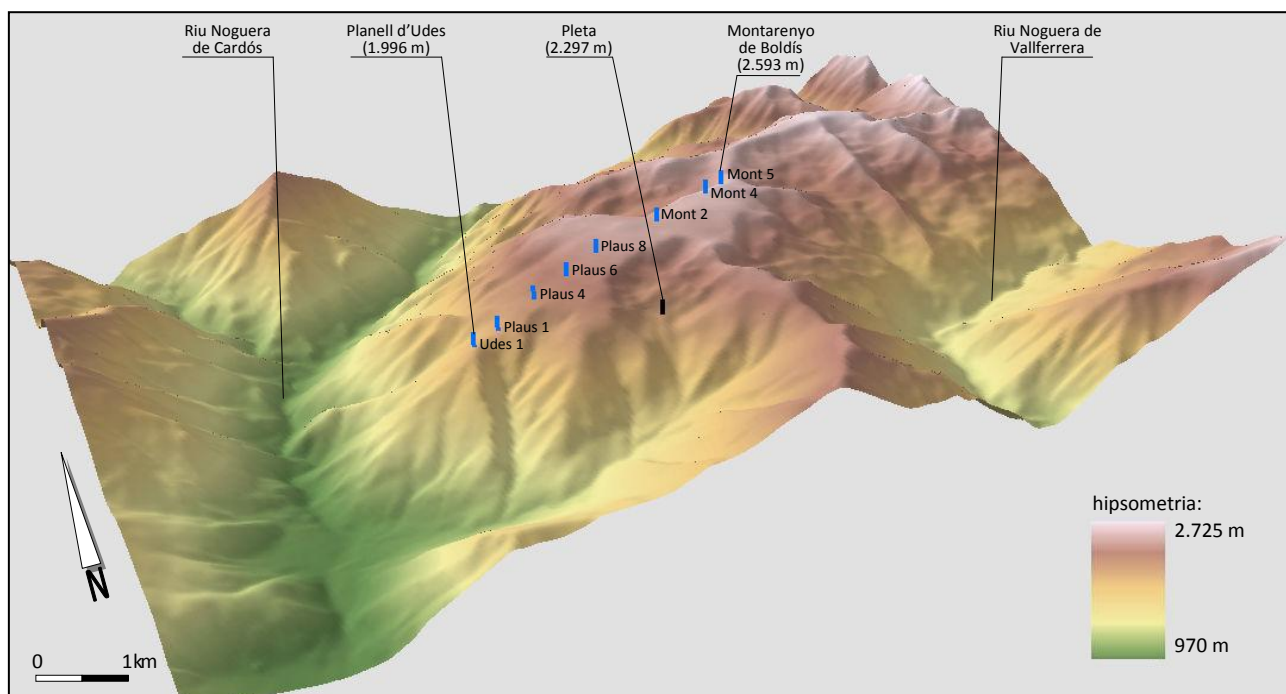 Riu Noguera
de Cardós
Planell d’Udes
(1.996 m)
Pleta
(2.297 m)
Montarenyo
de Boldís
(2.593 m)
Riu Noguera de
Vallferrera
Mont 5
Mont 4
Mont 2
Plaus 8
Plaus 6
Plaus 4
Plaus 1
Udes 1
hipsometria:
2.725 m
970 m
N
0 1km